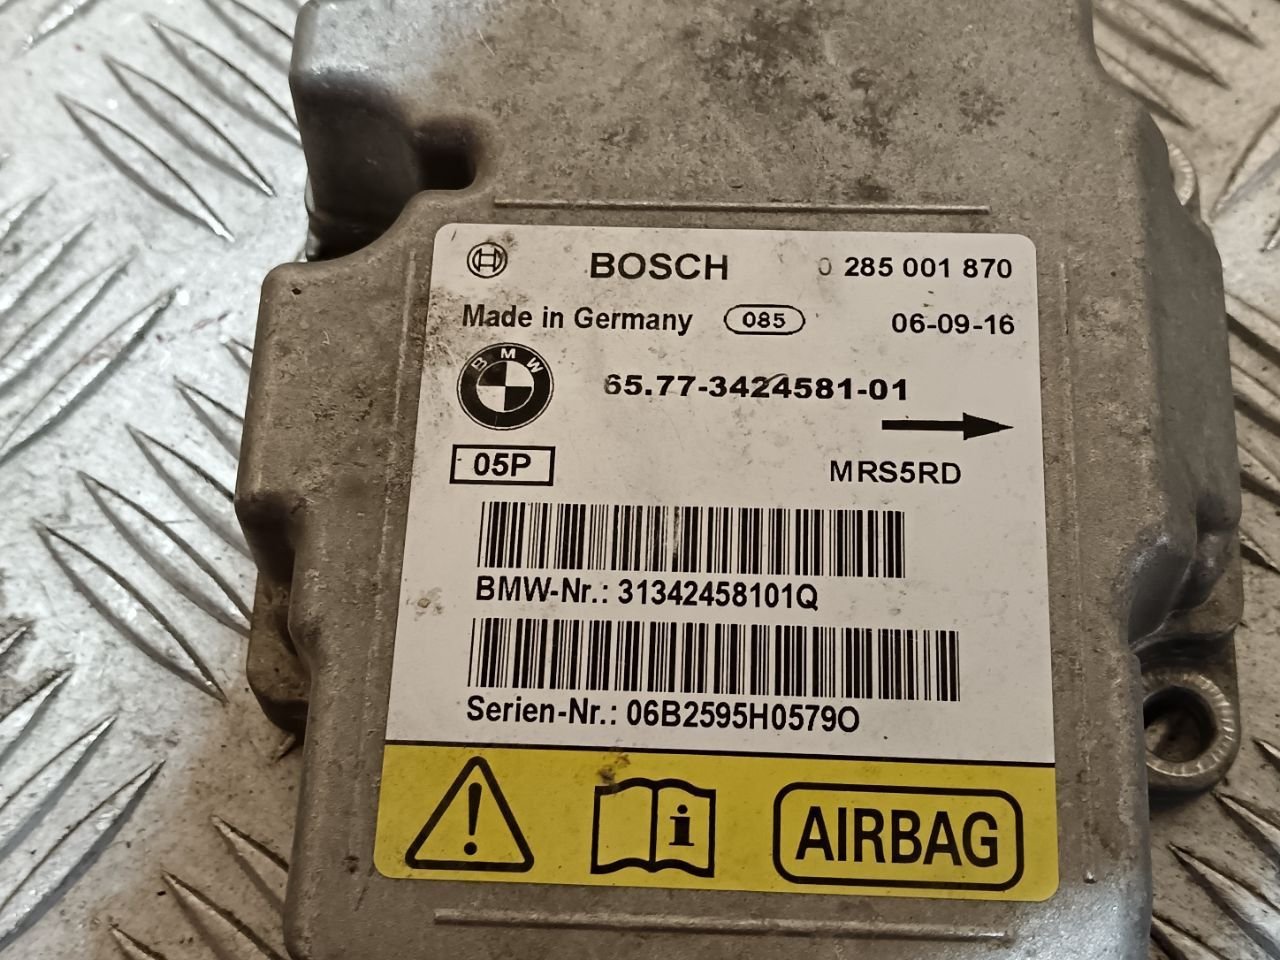 BOSCH 0 285 001 870
Made in Germany 085 06-09-16
BMW 65.77-3424581-01
05P MRS5RD
BMW-Nr.: 31342458101Q
Serien-Nr.: 06B2595H0579O
! i AIRBAG